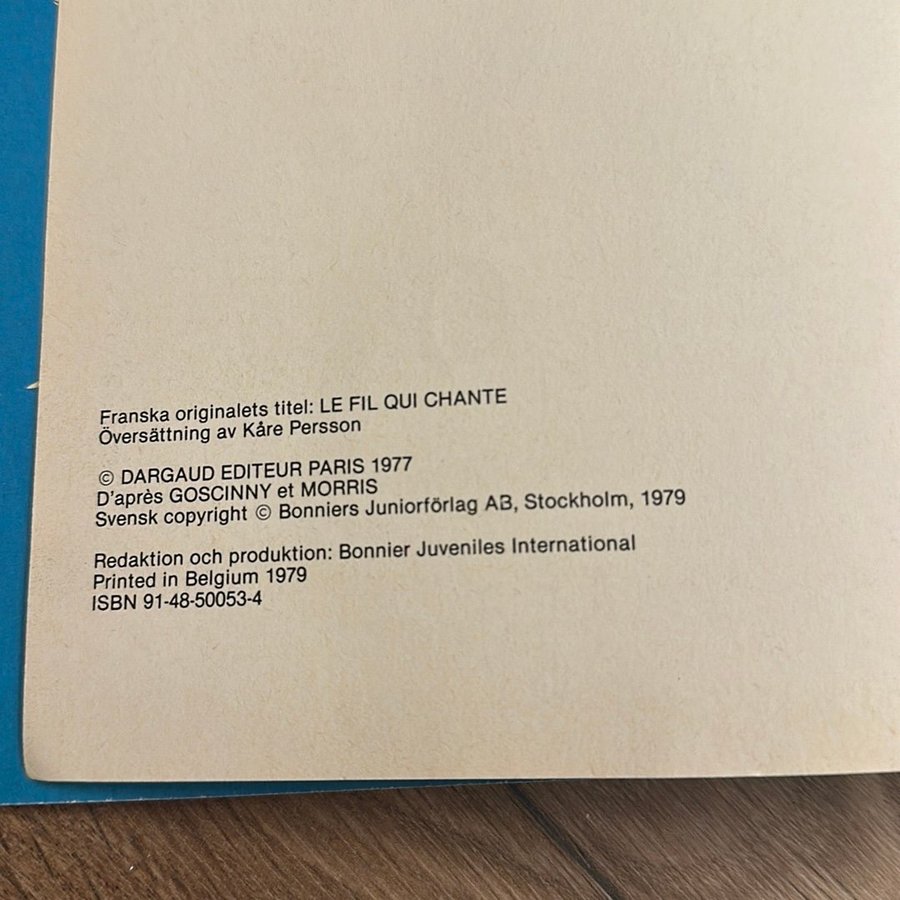 Franska originalets titel: LE FIL QUI CHANTE
Översättning av Kåre Persson
© DARGAUD EDITEUR PARIS 1977
D'après GOSCINNY et MORRIS
Svensk copyright © Bonniers Juniorförlag AB, Stockholm, 1979
Redaktion och produktion: Bonnier Juveniles International
Printed in Belgium 1979
ISBN 91-48-50053-4